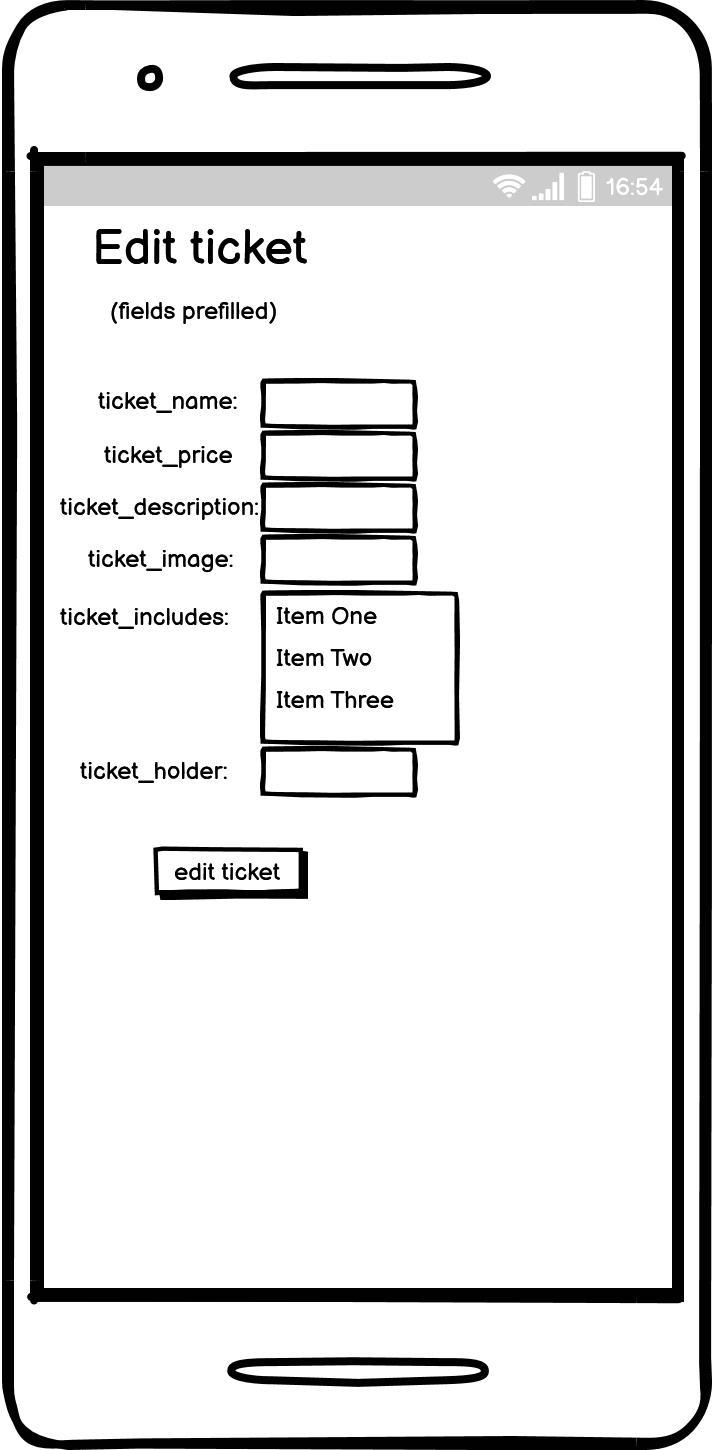 16:54
Edit ticket
(fields prefilled)
ticket_name:
ticket_price
ticket_description:
ticket_image:
ticket_includes: Item One
Item Two
Item Three
ticket_holder:
edit ticket